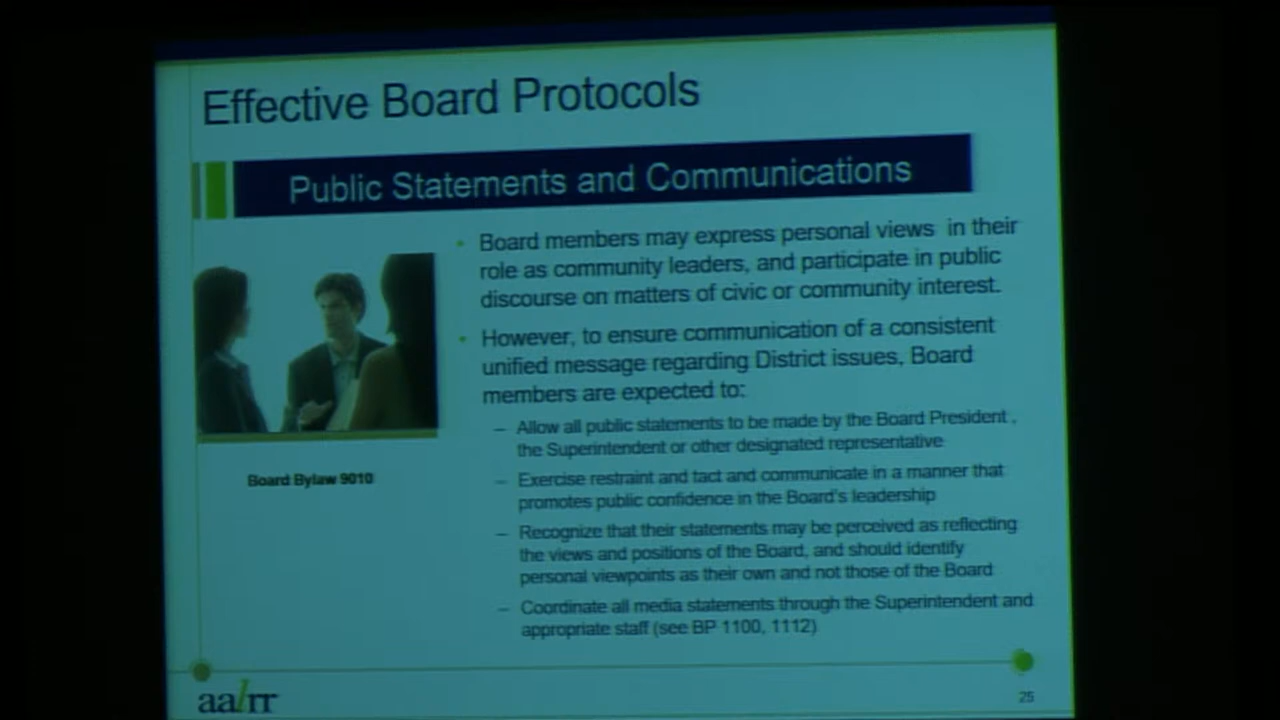 Effective Board Protocols
Public Statements and Communications
• Board members may express personal views in their
role as community leaders, and participate in public
discourse on matters of civic or community interest.
• However, to ensure communication of a consistent
unified message regarding District issues, Board
members are expected to:
– Allow all public statements to be made by the Board President ,
the Superintendent or other designated representative
– Exercise restraint and tact and communicate in a manner that
promotes public confidence in the Board's leadership
– Recognize that their statements may be perceived as reflecting
the views and positions of the Board, and should identify
personal viewpoints as their own and not those of the Board
– Coordinate all media statements through the Superintendent and
appropriate staff (see BP 1100, 1112)
Board Bylaw 9010
aalrr
25